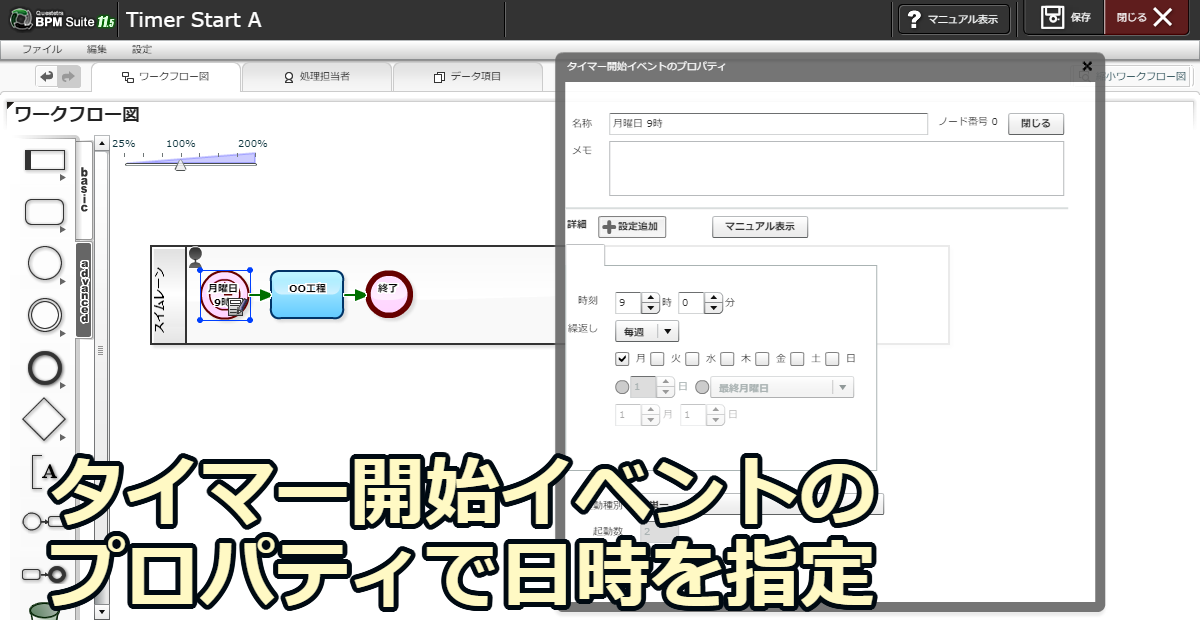 Questetra
BPM Suite 11.5
Timer Start A
マニュアル表示
保存
閉じる
ファイル
編集
設定
ワークフロー図
処理担当者
データ項目
小ワークフロー図
ワークフロー図
25%
100%
200%
basic
advanced
A
スイムレーン
月曜日
9時
〇〇工程
終了
タイマー開始イベントのプロパティ
名称
月曜日 9時
ノード番号 0
閉じる
メモ
詳細
設定追加
マニュアル表示
時刻
9
時
0
分
繰返し
毎週
月
火
水
木
金
土
日
1
日
最終月曜日
1
月
1
日
動種別
単一
起動数
2
タイマー開始イベントの
プロパティで日時を指定